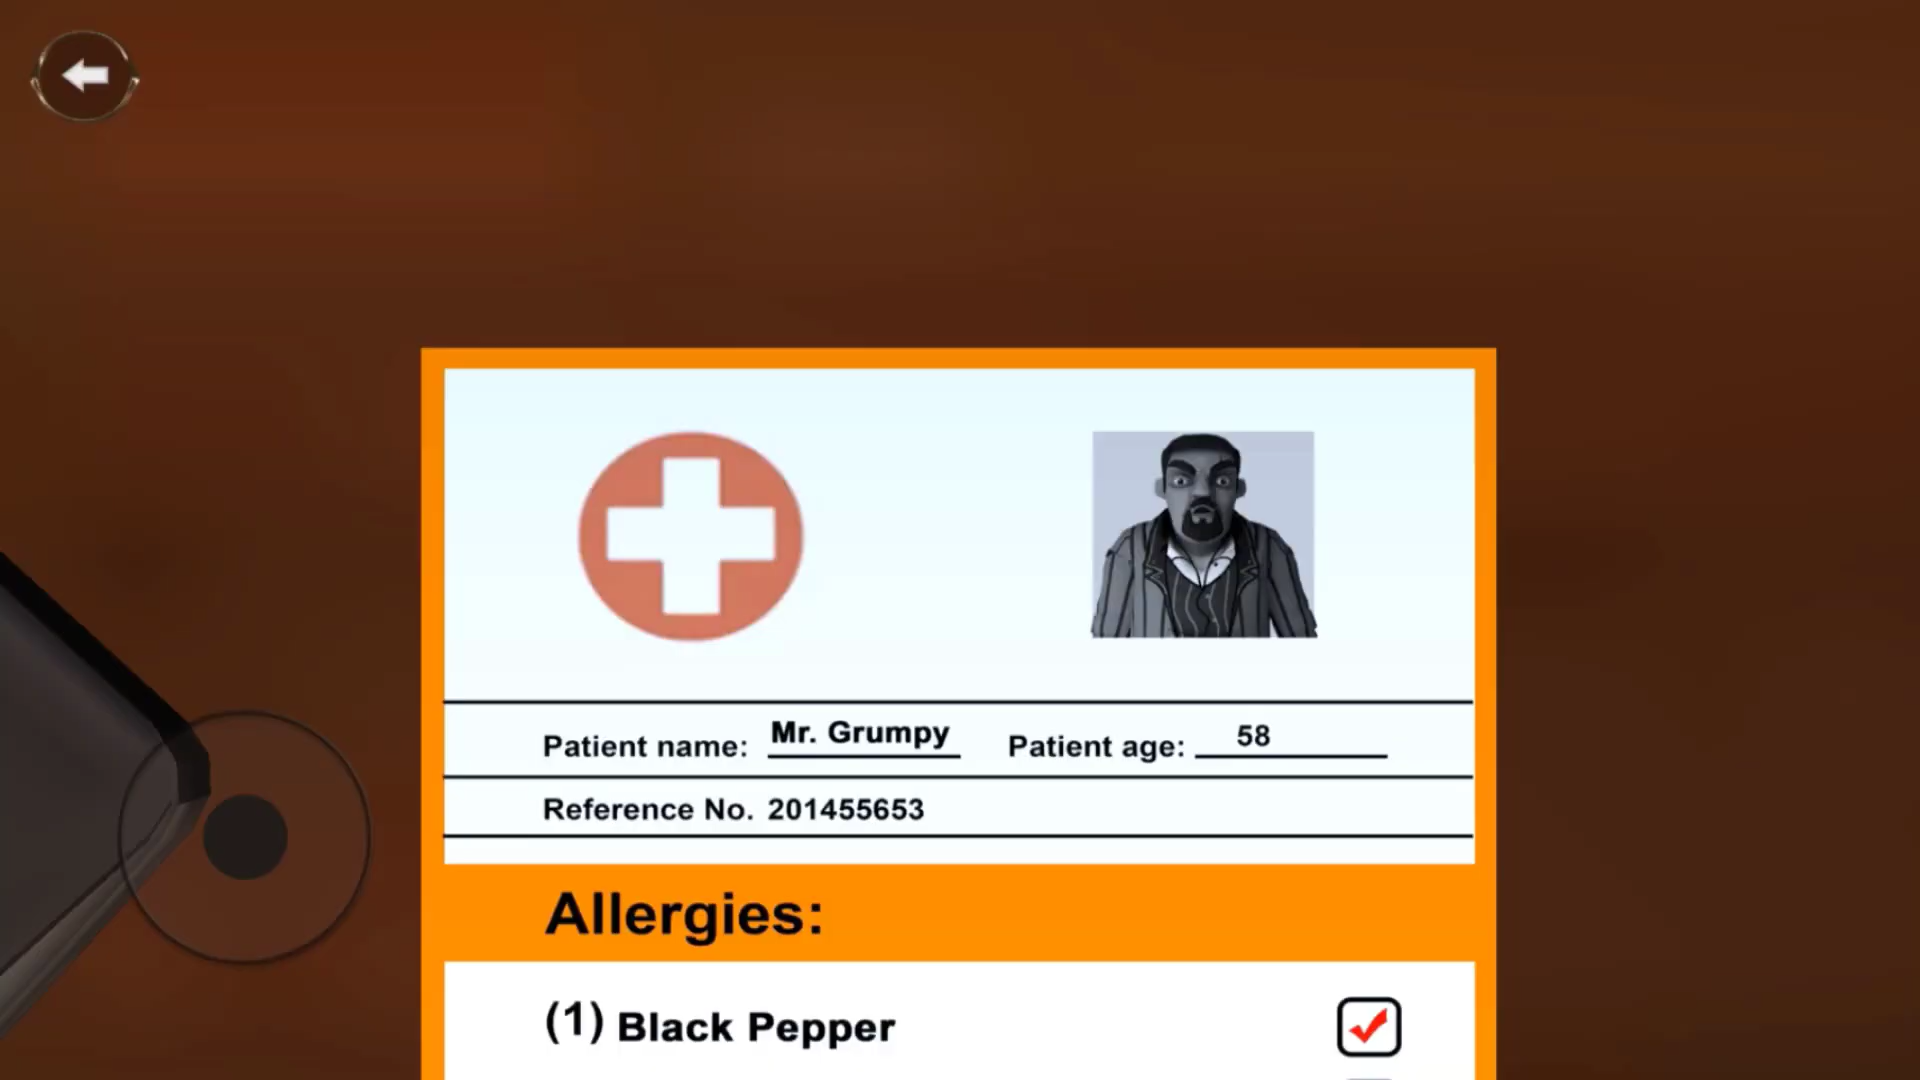 Patient name: Mr. Grumpy Patient age: 58
Reference No. 201455653
Allergies:
(1) Black Pepper